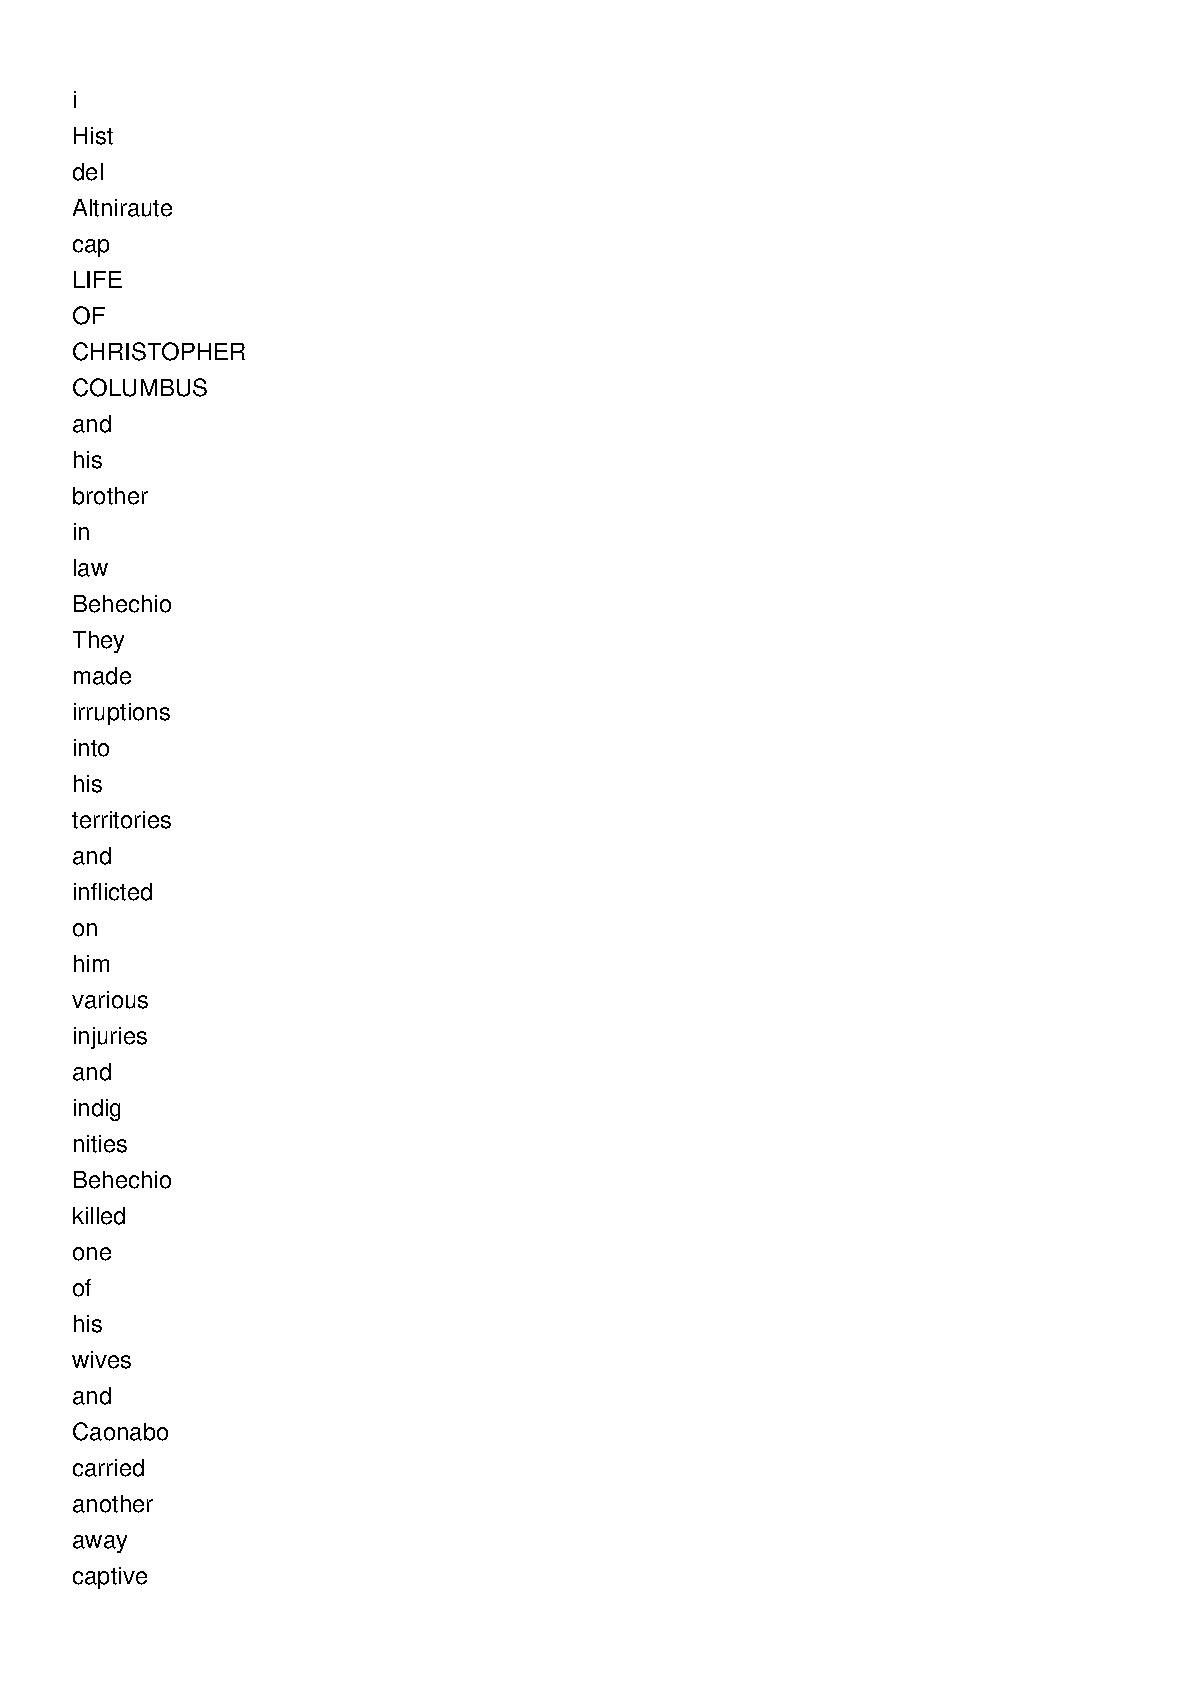 i
Hist
del
Altniraute
cap
LIFE
OF
CHRISTOPHER
COLUMBUS
and
his
brother
in
law
Behechio
They
made
irruptions
into
his
territories
and
inflicted
on
him
various
injuries
and
indig
nities
Behechio
killed
one
of
his
wives
and
Caonabo
carried
another
away
captive